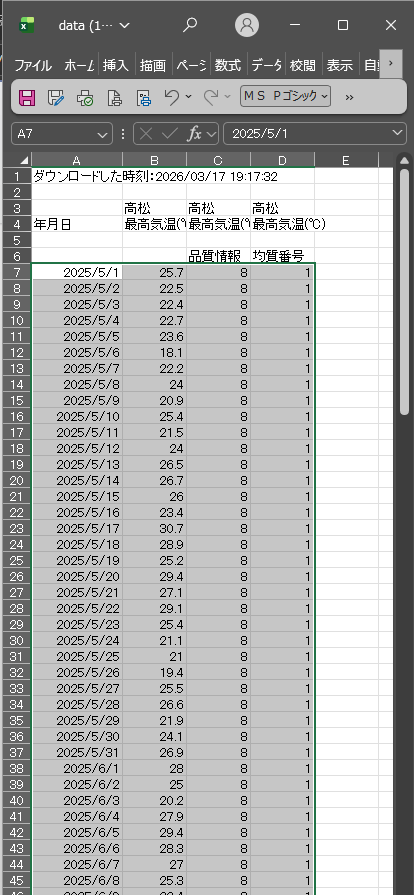 data (1…
ファイル ホーム 挿入 描画 ページ 数式 データ 校閲 表示 自
ＭＳ Ｐゴシック
A7 fx 2025/5/1
A B C D E
1 ダウンロードした時刻：2026/03/17 19:17:32
2
3 高松 高松 高松
4 年月日 最高気温(℃ 最高気温(℃ 最高気温(℃)
5
6 品質情報 均質番号
7 2025/5/1 25.7 8 1
8 2025/5/2 22.5 8 1
9 2025/5/3 22.4 8 1
10 2025/5/4 22.7 8 1
11 2025/5/5 23.6 8 1
12 2025/5/6 18.1 8 1
13 2025/5/7 22.2 8 1
14 2025/5/8 24 8 1
15 2025/5/9 20.9 8 1
16 2025/5/10 25.4 8 1
17 2025/5/11 21.5 8 1
18 2025/5/12 24 8 1
19 2025/5/13 26.5 8 1
20 2025/5/14 26.7 8 1
21 2025/5/15 26 8 1
22 2025/5/16 23.4 8 1
23 2025/5/17 30.7 8 1
24 2025/5/18 28.9 8 1
25 2025/5/19 25.2 8 1
26 2025/5/20 29.4 8 1
27 2025/5/21 27.1 8 1
28 2025/5/22 29.1 8 1
29 2025/5/23 25.4 8 1
30 2025/5/24 21.1 8 1
31 2025/5/25 21 8 1
32 2025/5/26 19.4 8 1
33 2025/5/27 25.5 8 1
34 2025/5/28 26.6 8 1
35 2025/5/29 21.9 8 1
36 2025/5/30 24.1 8 1
37 2025/5/31 26.9 8 1
38 2025/6/1 28 8 1
39 2025/6/2 25 8 1
40 2025/6/3 20.2 8 1
41 2025/6/4 27.9 8 1
42 2025/6/5 29.4 8 1
43 2025/6/6 28.3 8 1
44 2025/6/7 27 8 1
45 2025/6/8 25.3 8 1